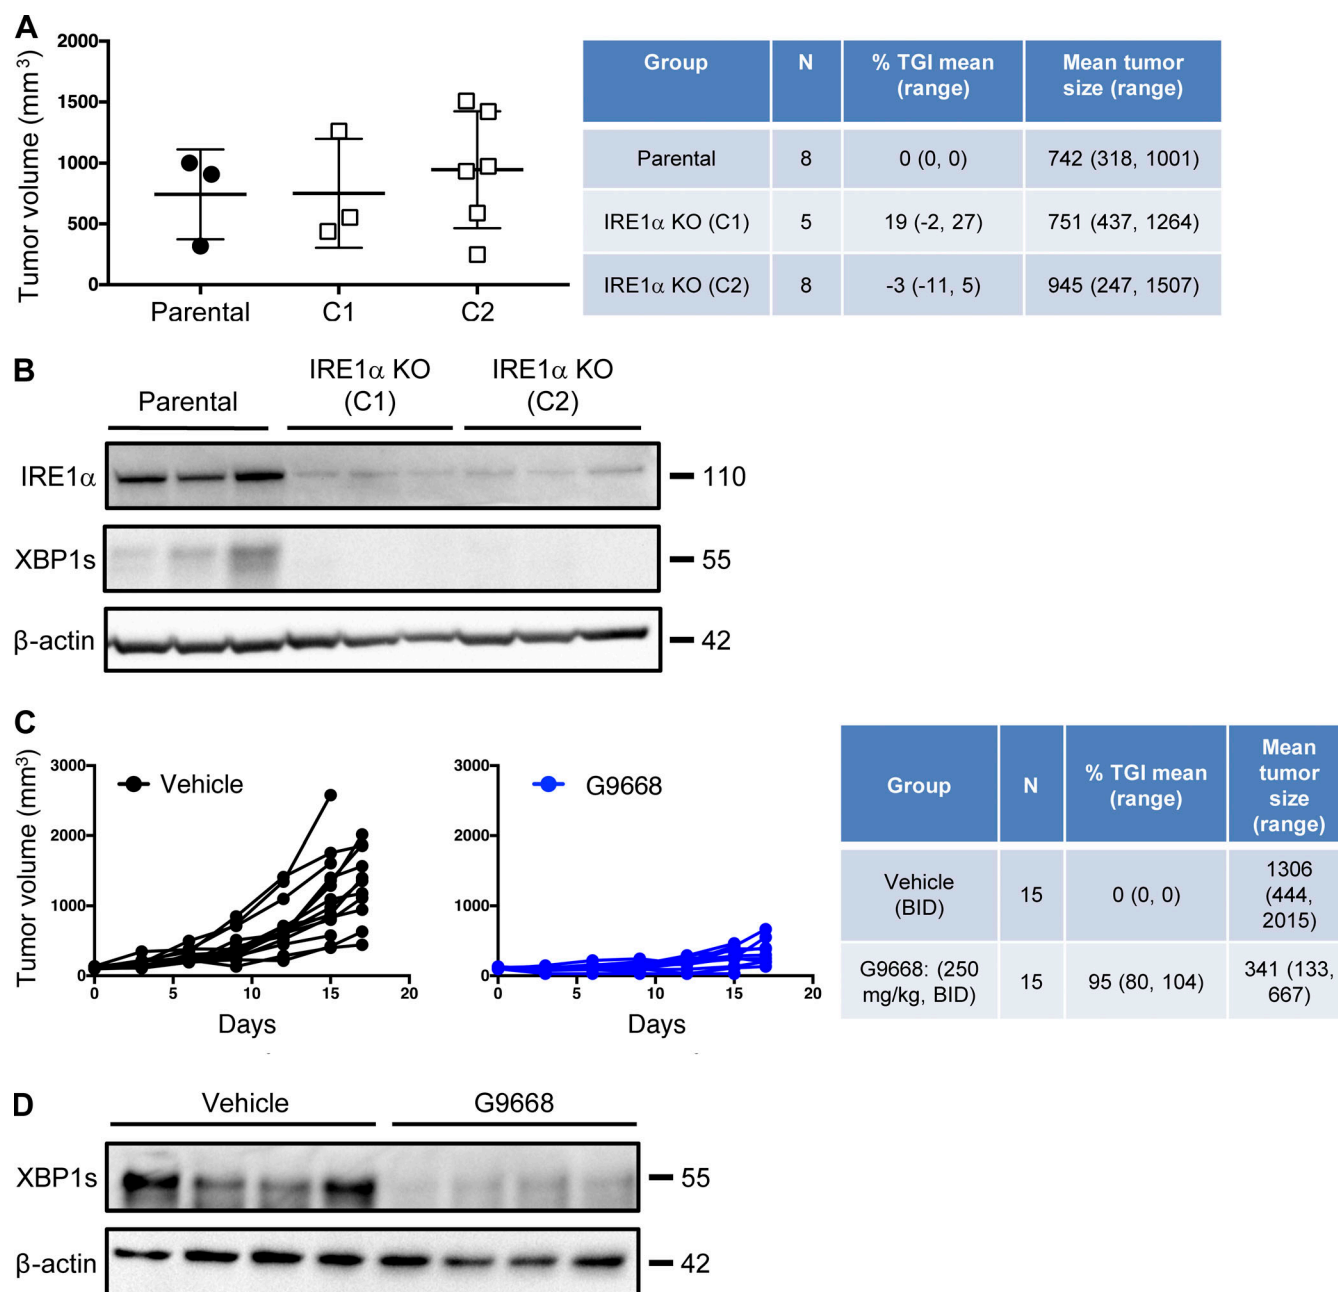 A
Tumor volume (mm³)
2000
1500
1000
500
0
Parental
C1
C2
Group
N
% TGI mean
(range)
Mean tumor
size (range)
Parental
8
0 (0, 0)
742 (318, 1001)
IRE1α KO (C1)
5
19 (-2, 27)
751 (437, 1264)
IRE1α KO (C2)
8
-3 (-11, 5)
945 (247, 1507)
B
Parental
IRE1α KO
(C1)
IRE1α KO
(C2)
IRE1α
110
XBP1s
55
β-actin
42
C
Tumor volume (mm³)
3000
2000
1000
0
Vehicle
0
5
10
15
20
Days
3000
2000
1000
0
G9668
0
5
10
15
20
Days
Group
N
% TGI mean
(range)
Mean
tumor
size
(range)
Vehicle
(BID)
15
0 (0, 0)
1306
(444,
2015)
G9668: (250
mg/kg, BID)
15
95 (80, 104)
341 (133,
667)
D
Vehicle
G9668
XBP1s
55
β-actin
42